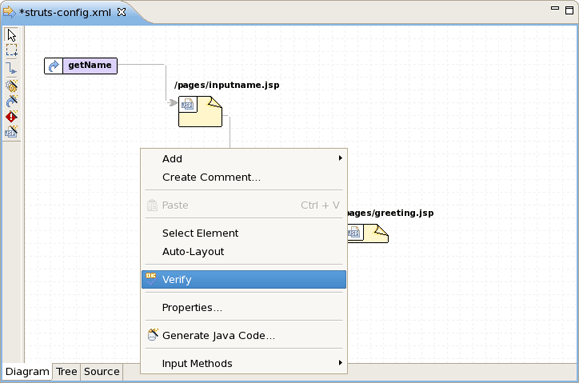 *struts-config.xml
getName
/pages/inputname.jsp
Add
Create Comment...
Paste Ctrl + V
Select Element
pages/greeting.jsp
Auto-Layout
Verify
Properties...
Generate Java Code...
Input Methods
Diagram Tree Source